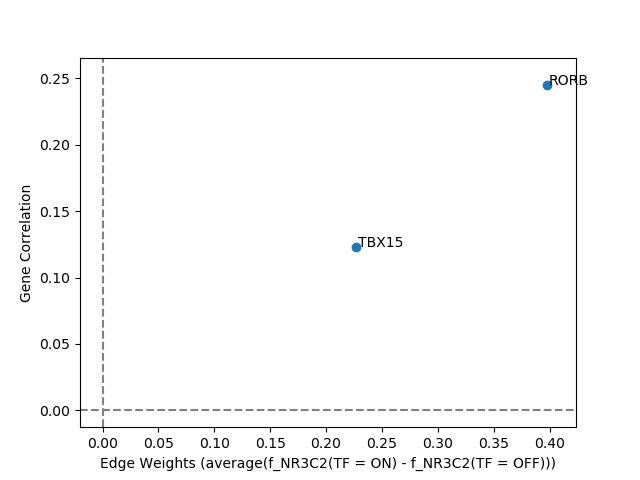 0.25
RORB
0.20
0.15
TBX15
0.10
0.05
0.00
Gene Correlation
0.00 0.05 0.10 0.15 0.20 0.25 0.30 0.35 0.40
Edge Weights (average(f_NR3C2(TF = ON) - f_NR3C2(TF = OFF)))